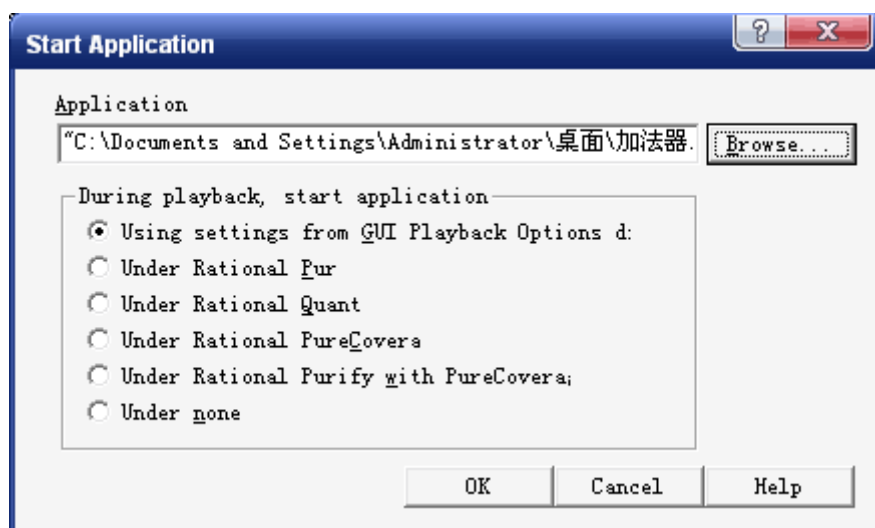 Start Application
Application
"C:\Documents and Settings\Administrator\桌面\加法器.
Browse...
During playback, start application
Using settings from GUI Playback Options d:
Under Rational Pur
Under Rational Quant
Under Rational PureCovera
Under Rational Purify with PureCovera;
Under none
OK Cancel Help